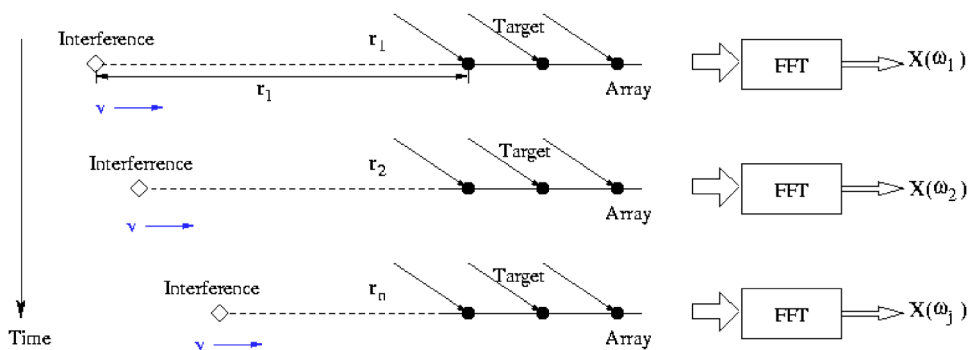 Interference
r₁
Target
r₁
Array
v
FFT
X(ω₁)
Interferrence
r₂
Target
Array
v
FFT
X(ω₂)
Interference
rₙ
Target
Array
v
FFT
X(ωⱼ)
Time